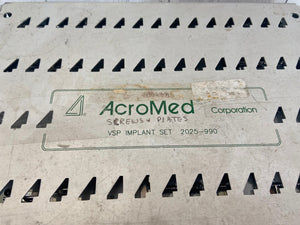 AcroMed
Corporation
SCREWS & PLATES
VSP IMPLANT SET 2025-990